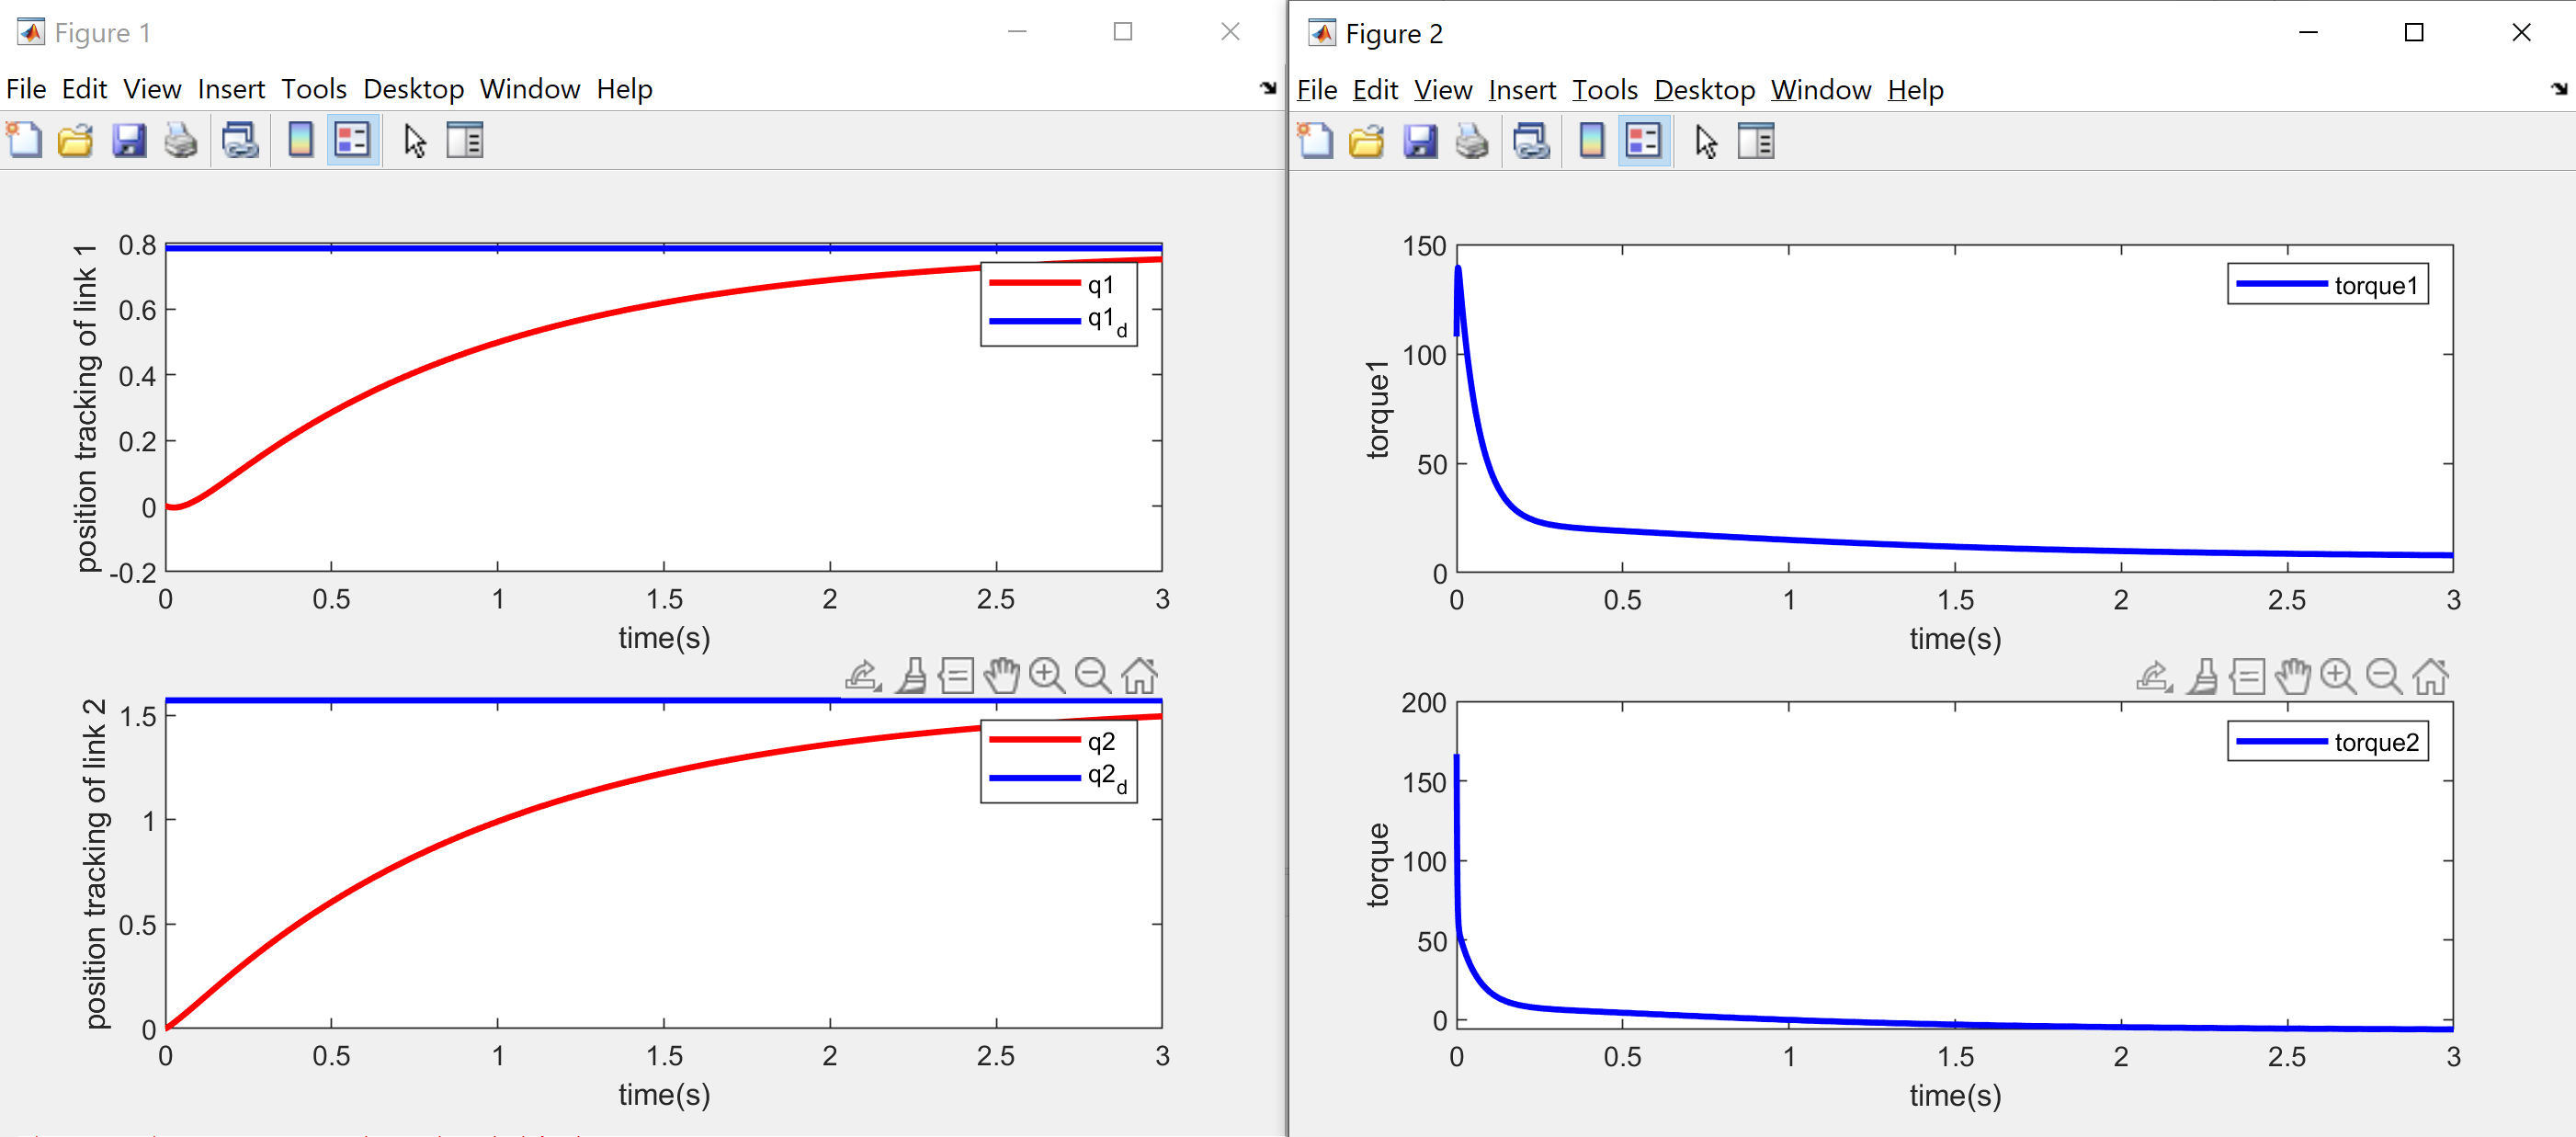 Figure 1
File Edit View Insert Tools Desktop Window Help
position tracking of link 1
0.8
0.6
0.4
0.2
0
-0.2
q1
q1d
0 0.5 1 1.5 2 2.5 3
time(s)
position tracking of link 2
1.5
1
0.5
0
q2
q2d
0 0.5 1 1.5 2 2.5 3
time(s)
Figure 2
File Edit View Insert Tools Desktop Window Help
torque1
150
100
50
0
torque1
0 0.5 1 1.5 2 2.5 3
time(s)
torque
200
150
100
50
0
torque2
0 0.5 1 1.5 2 2.5 3
time(s)